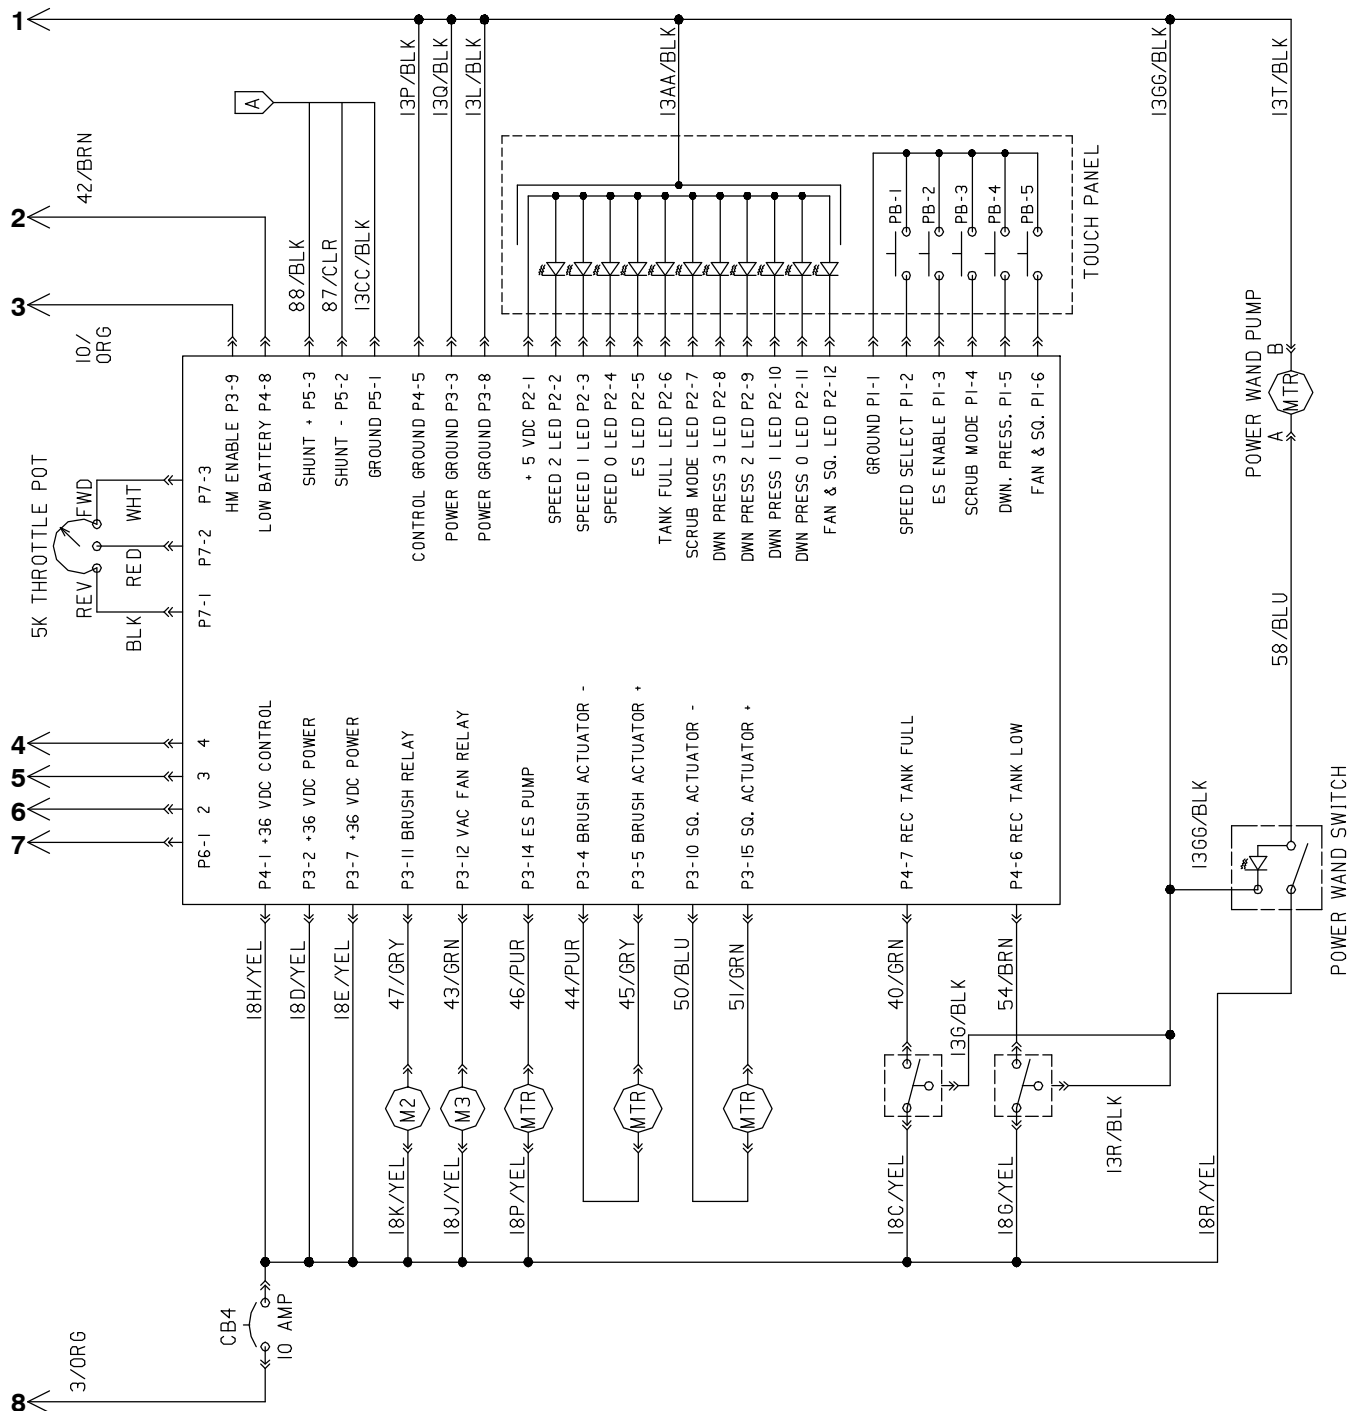 1
13P/BLK
13Q/BLK
13L/BLK
13AA/BLK
13GG/BLK
13T/BLK
A
42/BRN
2
88/BLK
87/CLR
13CC/BLK
3
10/
ORG
PB-1
PB-2
PB-3
PB-4
PB-5
TOUCH PANEL
POWER WAND PUMP
B
MTR
A
HM ENABLE P3-9
LOW BATTERY P4-8
SHUNT + P5-3
SHUNT - P5-2
GROUND P5-1
CONTROL GROUND P4-5
POWER GROUND P3-3
POWER GROUND P3-8
+ 5 VDC P2-1
SPEED 2 LED P2-2
SPEED 1 LED P2-3
SPEED 0 LED P2-4
ES LED P2-5
TANK FULL LED P2-6
SCRUB MODE LED P2-7
DWN PRESS 3 LED P2-8
DWN PRESS 2 LED P2-9
DWN PRESS 1 LED P2-10
DWN PRESS 0 LED P2-11
FAN & SQ. LED P2-12
GROUND P1-1
SPEED SELECT P1-2
ES ENABLE P1-3
SCRUB MODE P1-4
DWN. PRESS. P1-5
FAN & SQ. P1-6
5K THROTTLE POT
FWD
REV
WHT
RED
BLK
P7-3
P7-2
P7-1
58/BLU
4
5
6
7
4
3
2
P6-1
P4-1 +36 VDC CONTROL
P3-2 +36 VDC POWER
P3-7 +36 VDC POWER
P3-11 BRUSH RELAY
P3-12 VAC FAN RELAY
P3-14 ES PUMP
P3-4 BRUSH ACTUATOR -
P3-5 BRUSH ACTUATOR +
P3-10 SQ. ACTUATOR -
P3-15 SQ. ACTUATOR +
P4-7 REC TANK FULL
P4-6 REC TANK LOW
13GG/BLK
POWER WAND SWITCH
18H/YEL
18D/YEL
18E/YEL
47/GRY
43/GRN
46/PUR
44/PUR
45/GRY
50/BLU
51/GRN
40/GRN
13G/BLK
54/BRN
M2
M3
MTR
MTR
MTR
13R/BLK
18K/YEL
18J/YEL
18P/YEL
18C/YEL
18G/YEL
18R/YEL
CB4
10 AMP
3/ORG
8